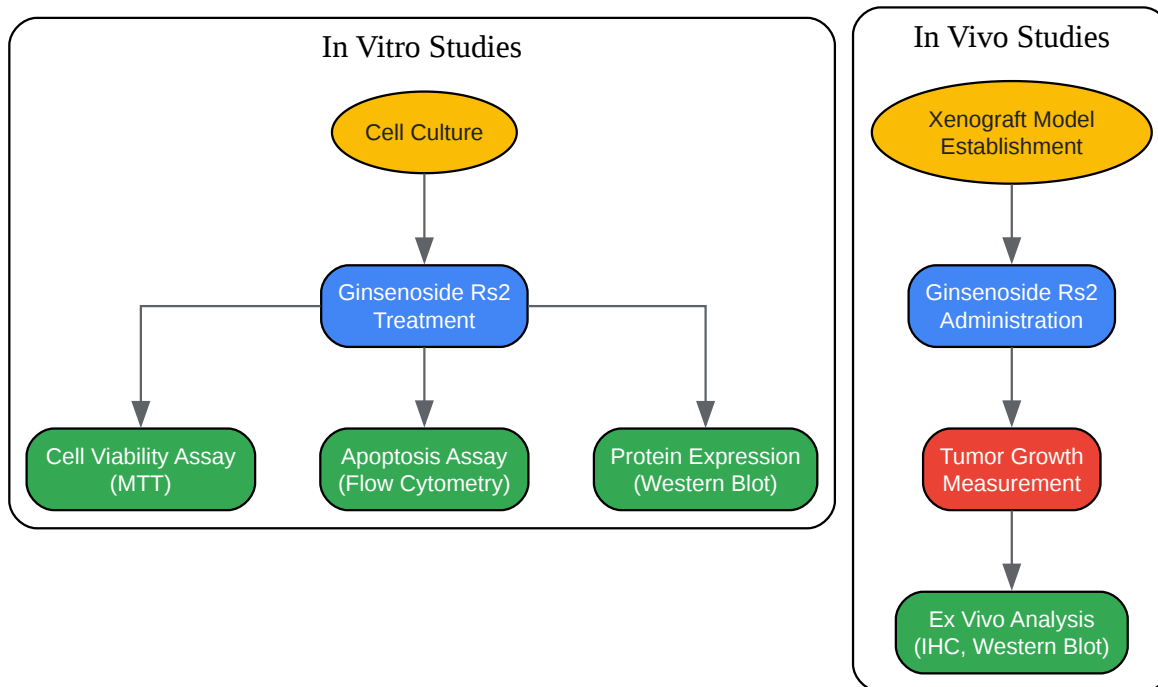 In Vitro Studies
Cell Culture
Ginsenoside Rs2
Treatment
Cell Viability Assay
(MTT)
Apoptosis Assay
(Flow Cytometry)
Protein Expression
(Western Blot)
In Vivo Studies
Xenograft Model
Establishment
Ginsenoside Rs2
Administration
Tumor Growth
Measurement
Ex Vivo Analysis
(IHC, Western Blot)